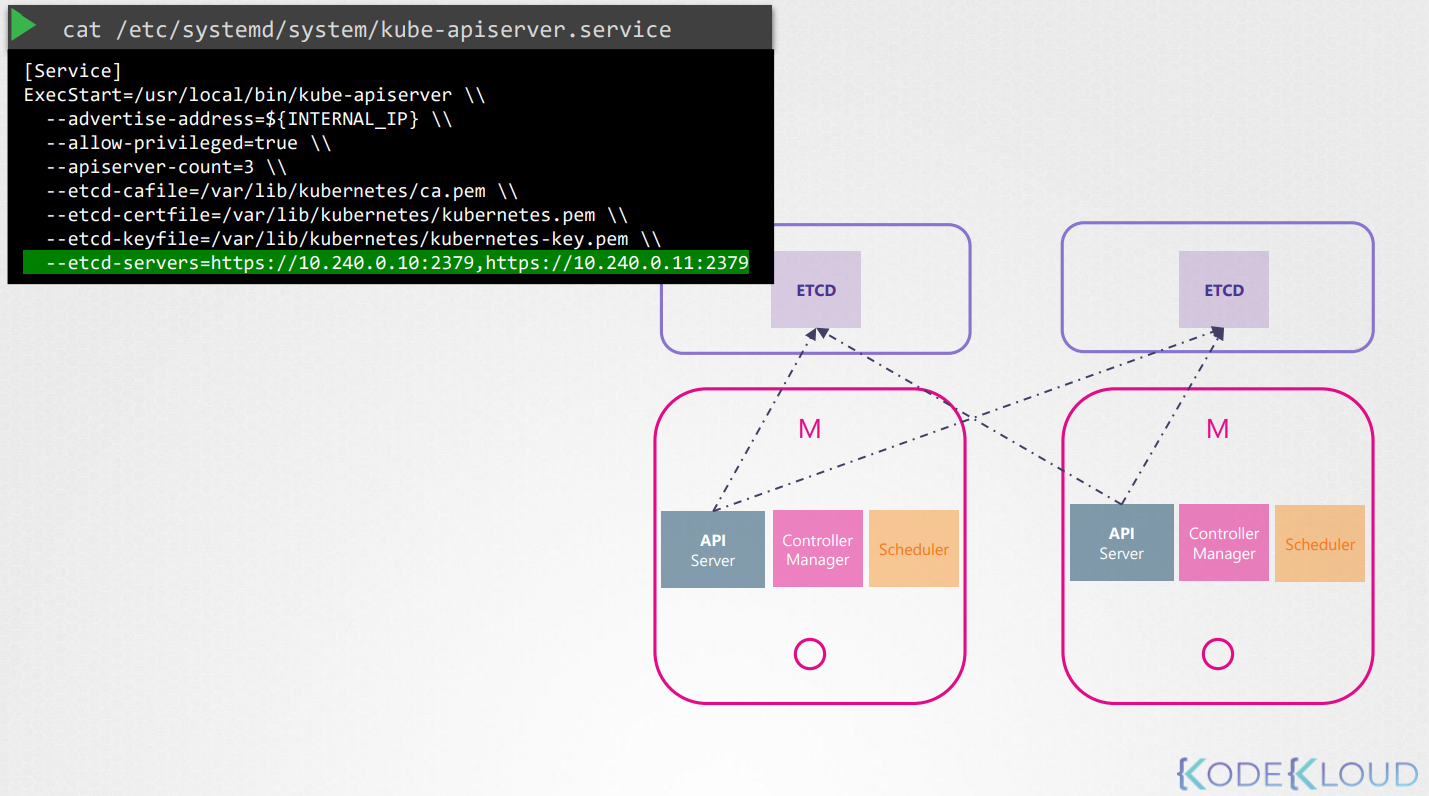 cat /etc/systemd/system/kube-apiserver.service
[Service]
ExecStart=/usr/local/bin/kube-apiserver \\
--advertise-address=${INTERNAL_IP} \\
--allow-privileged=true \\
--apiserver-count=3 \\
--etcd-cafile=/var/lib/kubernetes/ca.pem \\
--etcd-certfile=/var/lib/kubernetes/kubernetes.pem \\
--etcd-keyfile=/var/lib/kubernetes/kubernetes-key.pem \\
--etcd-servers=https://10.240.0.10:2379,https://10.240.0.11:2379
ETCD
ETCD
M
M
API
Server
Controller
Manager
Scheduler
API
Server
Controller
Manager
Scheduler
KODEKLOUD